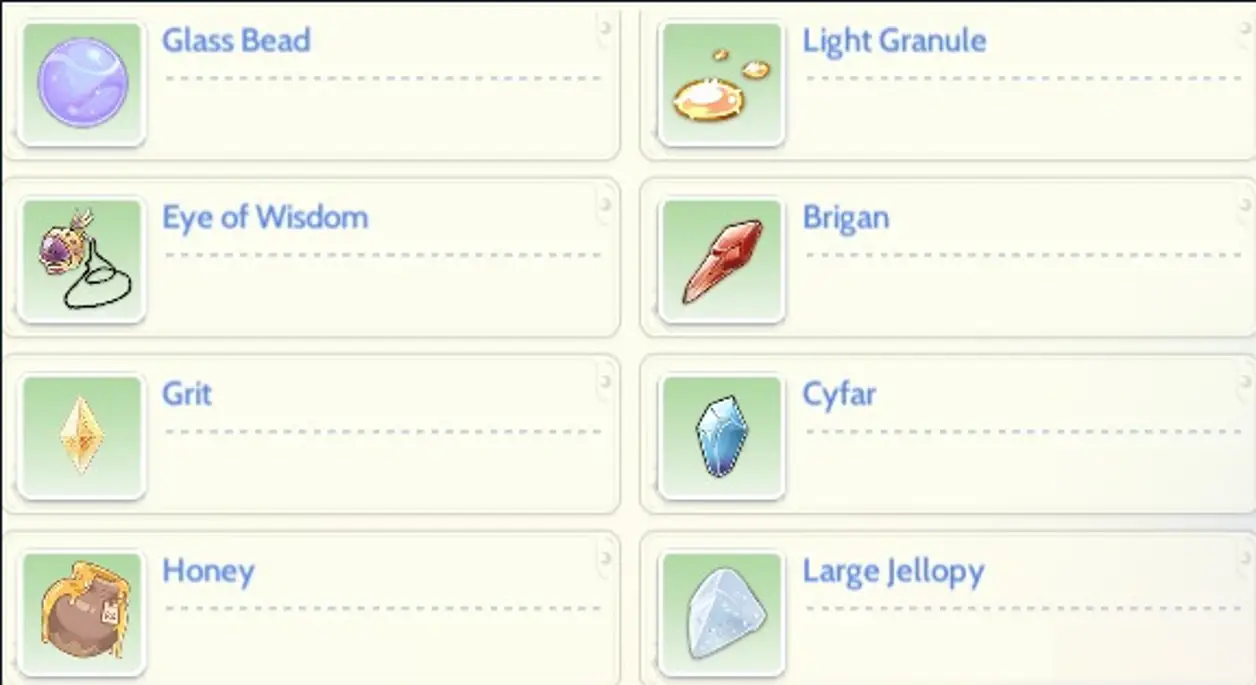 Glass Bead
Light Granule
Eye of Wisdom
Brigan
Grit
Cyfar
Honey
Large Jellopy